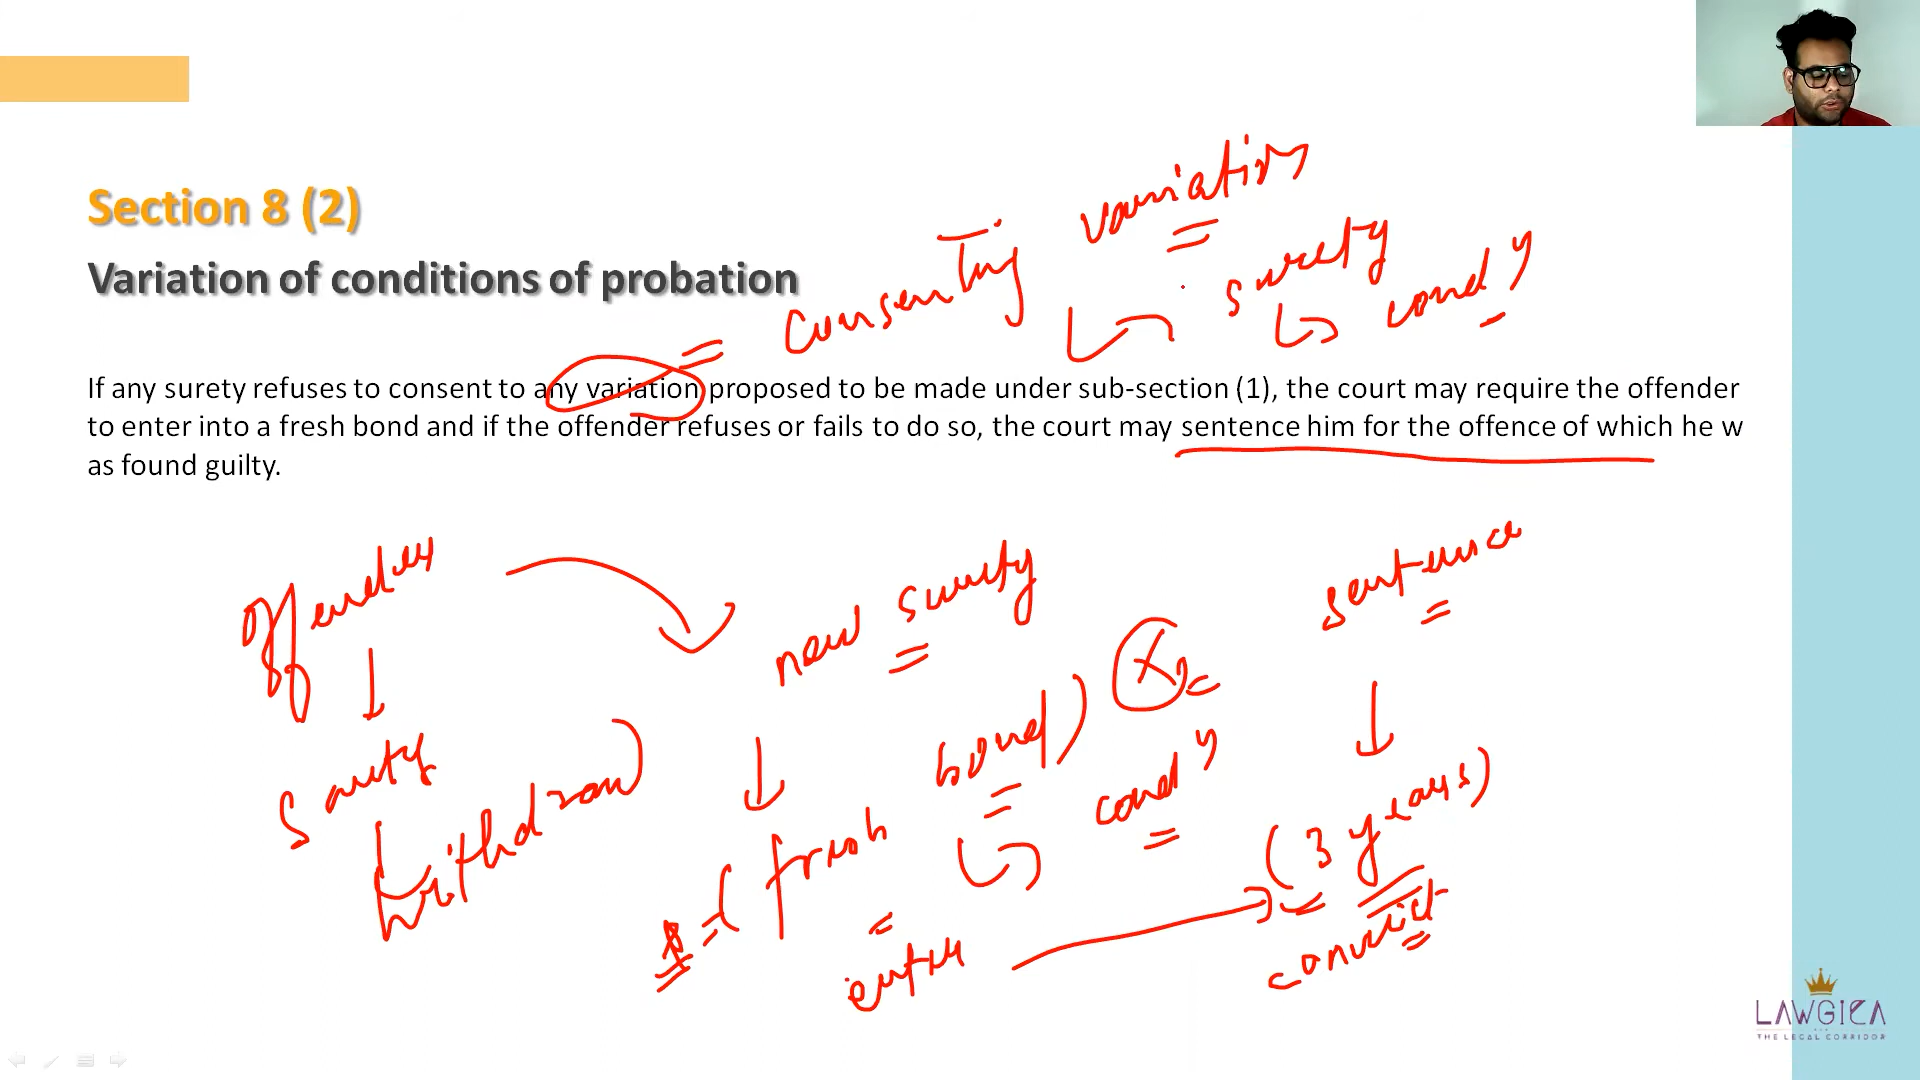 Section 8 (2)
Variation of conditions of probation
consenting variation
surety
cond
If any surety refuses to consent to any variation proposed to be made under sub-section (1), the court may require the offender
to enter into a fresh bond and if the offender refuses or fails to do so, the court may sentence him for the offence of which he w
as found guilty.
offender
new surety
sentence
surety
withdraw)
(fresh bond)
X
cond
(3 years)
enter
convict
LAWGICA
THE LEGAL CORRIDOR